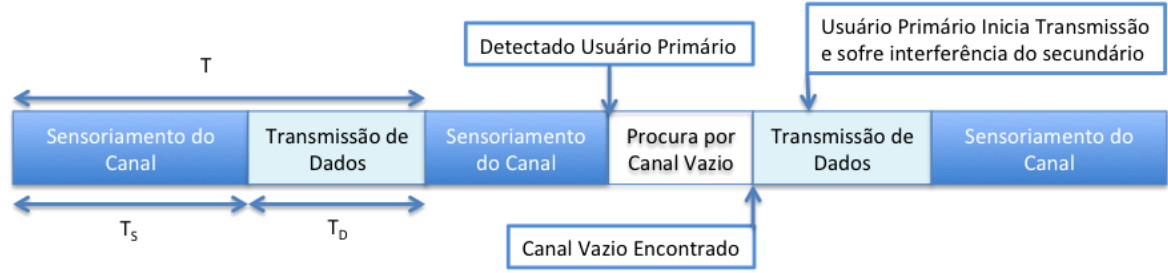 Usuário Primário Inicia Transmissão
e sofre interferência do secundário
Detectado Usuário Primário
T
Sensoriamento do
Canal
Transmissão de
Dados
Sensoriamento
do Canal
Procura por
Canal Vazio
Transmissão de
Dados
Sensoriamento do
Canal
TS
TD
Canal Vazio Encontrado